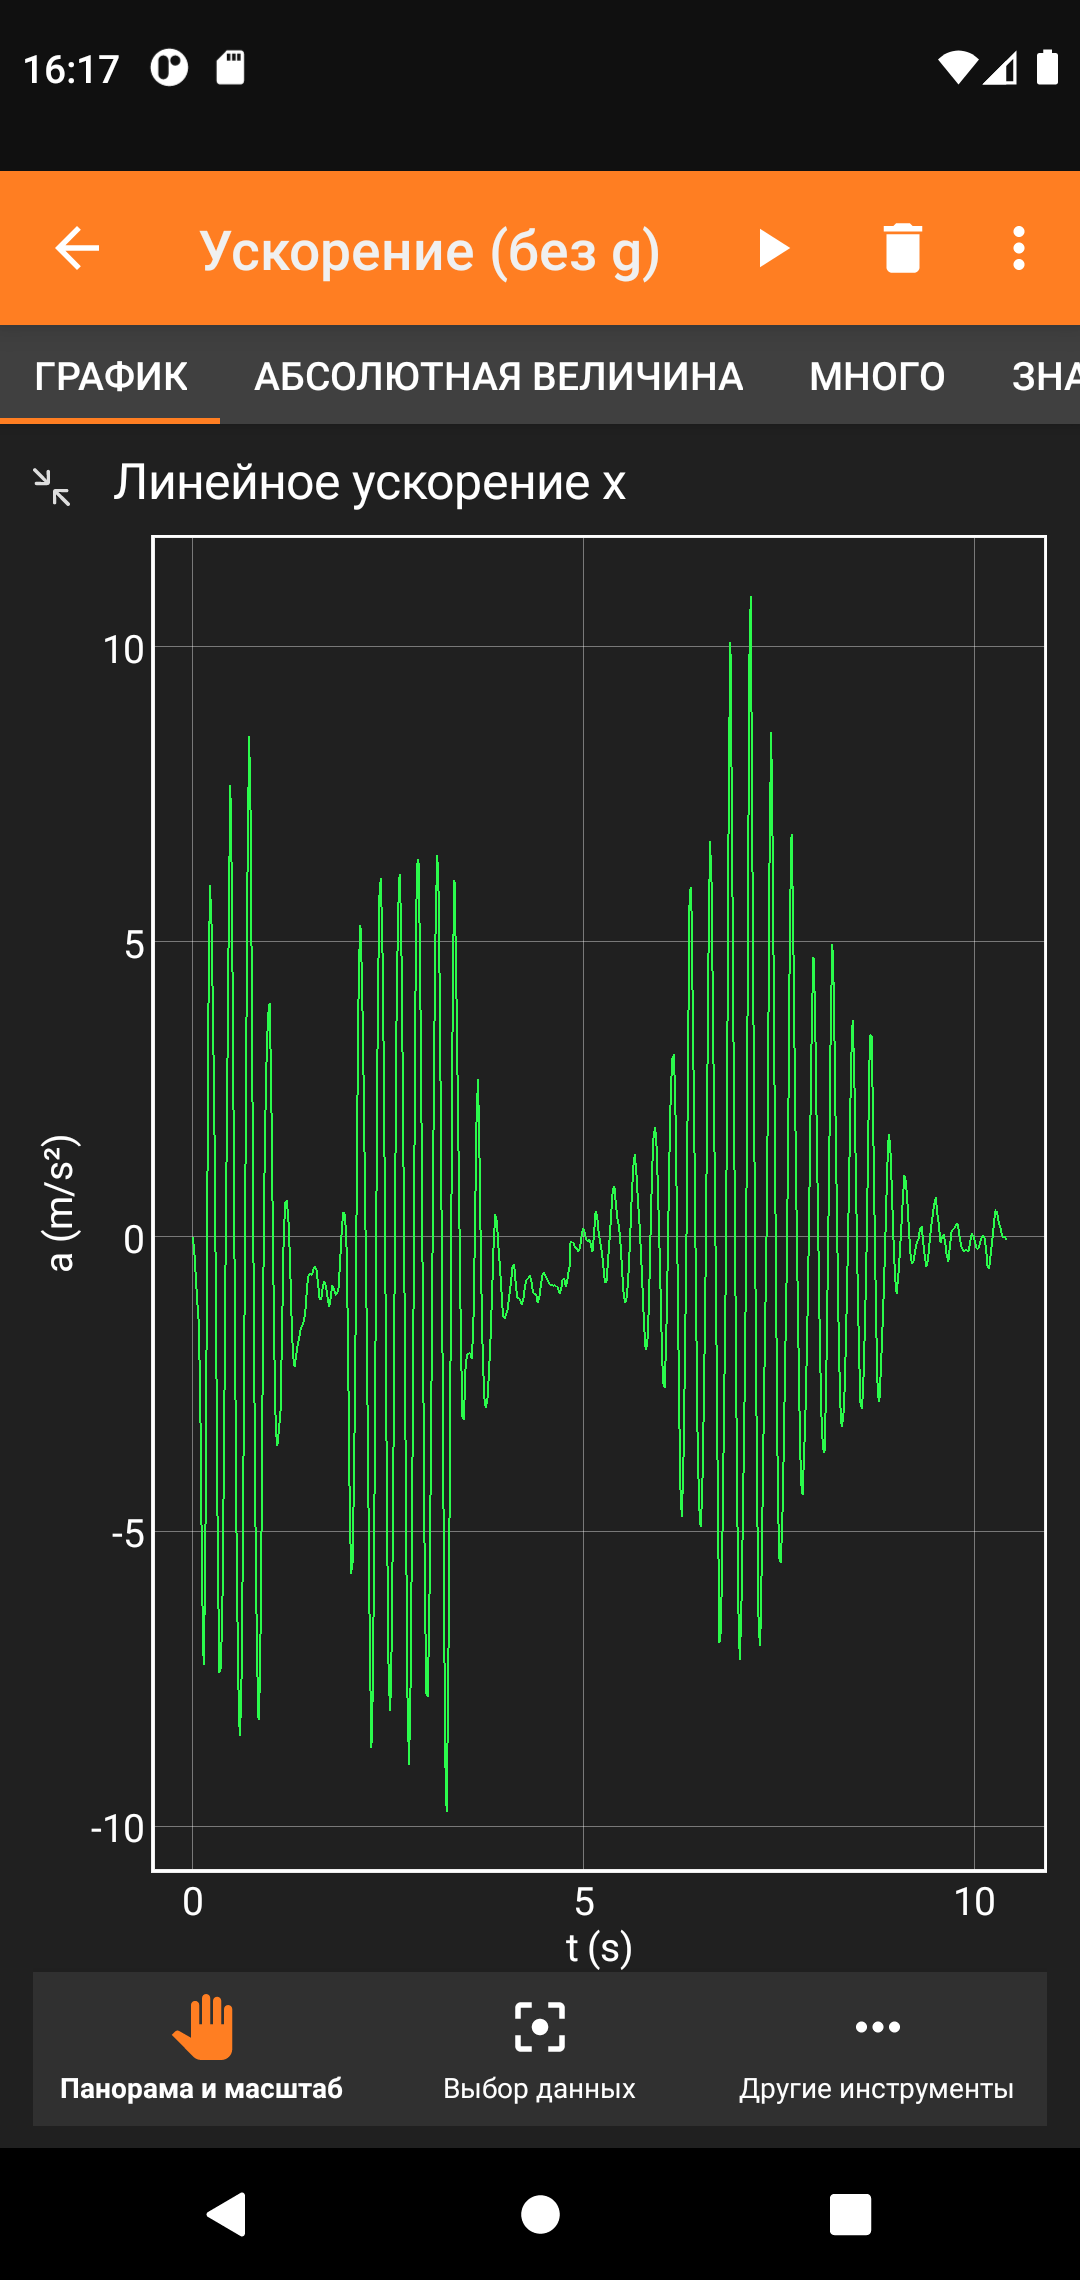 16:17
Ускорение (без g)
ГРАФИК АБСОЛЮТНАЯ ВЕЛИЧИНА МНОГО ЗНА
Линейное ускорение x
10
5
0
-5
-10
a (m/s²)
0 5 10
t (s)
Панорама и масштаб Выбор данных Другие инструменты